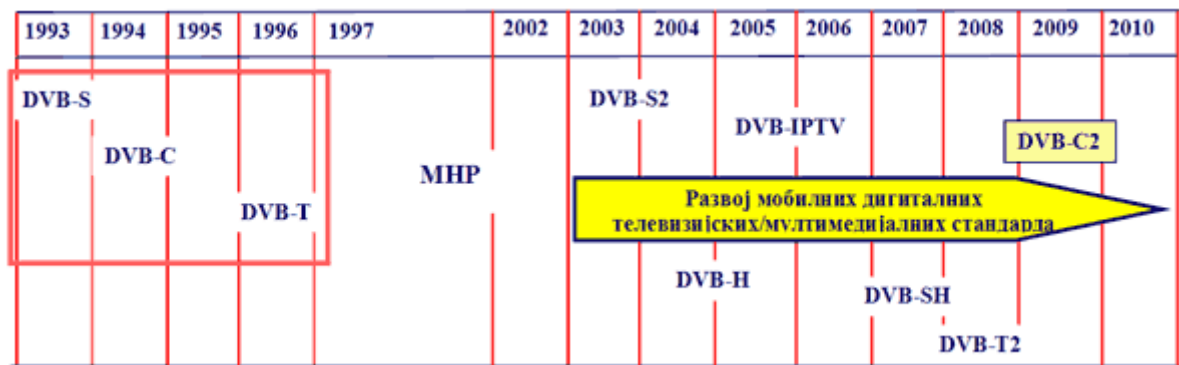 1993 1994 1995 1996 1997 2002 2003 2004 2005 2006 2007 2008 2009 2010
DVB-S
DVB-S2
DVB-IPTV
DVB-C
DVB-C2
MHP
DVB-T
Развој мобилних дигиталних
телевизијских/мултимедијалних стандарда
DVB-H
DVB-SH
DVB-T2